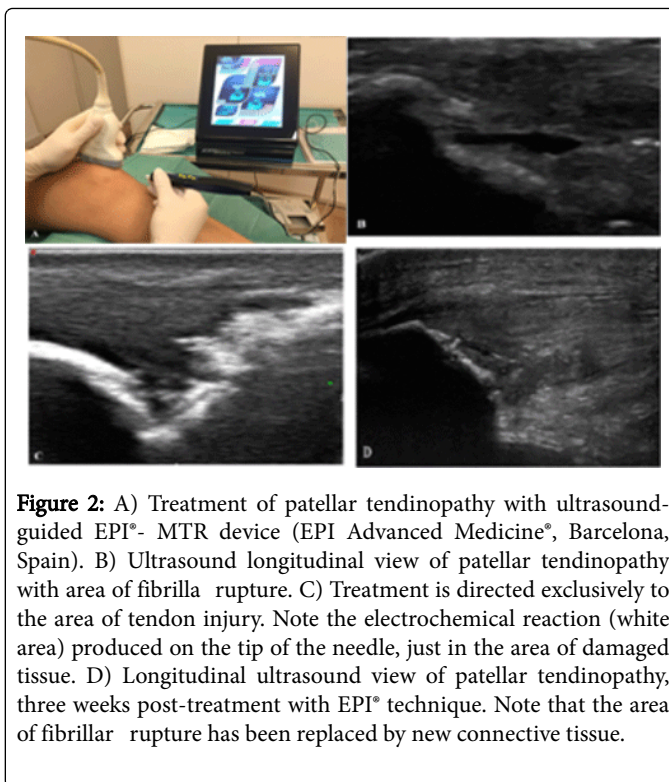 A
B
C
D
Figure 2: A) Treatment of patellar tendinopathy with ultrasound-
guided EPI®- MTR device (EPI Advanced Medicine®, Barcelona,
Spain). B) Ultrasound longitudinal view of patellar tendinopathy
with area of fibrilla rupture. C) Treatment is directed exclusively to
the area of tendon injury. Note the electrochemical reaction (white
area) produced on the tip of the needle, just in the area of damaged
tissue. D) Longitudinal ultrasound view of patellar tendinopathy,
three weeks post-treatment with EPI® technique. Note that the area
of fibrillar rupture has been replaced by new connective tissue.